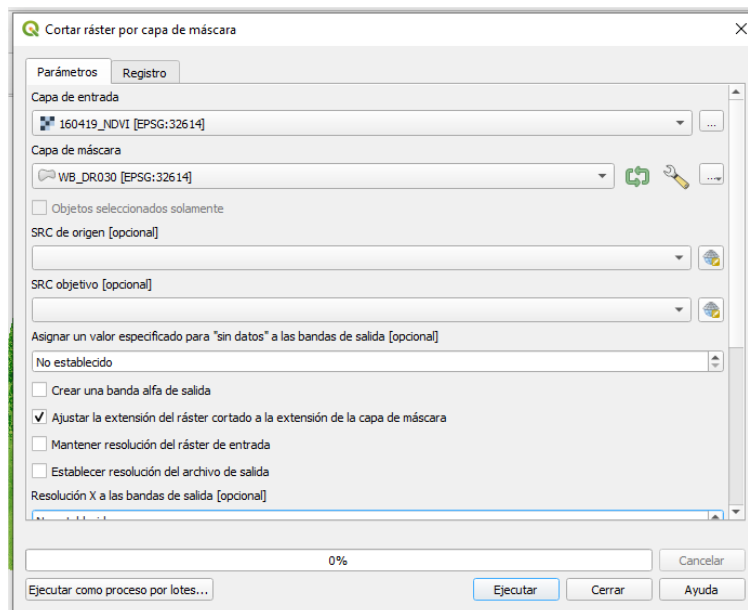 Cortar ráster por capa de máscara
Parámetros Registro
Capa de entrada
160419_NDVI [EPSG:32614]
...
Capa de máscara
WB_DR030 [EPSG:32614]
...
Objetos seleccionados solamente
SRC de origen [opcional]
SRC objetivo [opcional]
Asignar un valor especificado para "sin datos" a las bandas de salida [opcional]
No establecido
Crear una banda alfa de salida
Ajustar la extensión del ráster cortado a la extensión de la capa de máscara
Mantener resolución del ráster de entrada
Establecer resolución del archivo de salida
Resolución X a las bandas de salida [opcional]
0% Cancelar
Ejecutar como proceso por lotes... Ejecutar Cerrar Ayuda